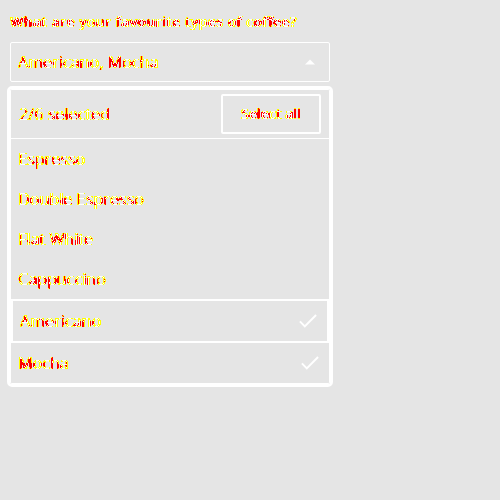 What are your favourite types of coffee?
Americano, Mocha
2/6 selected
Select all
Espresso
Double Espresso
Flat White
Cappuccino
Americano
Mocha